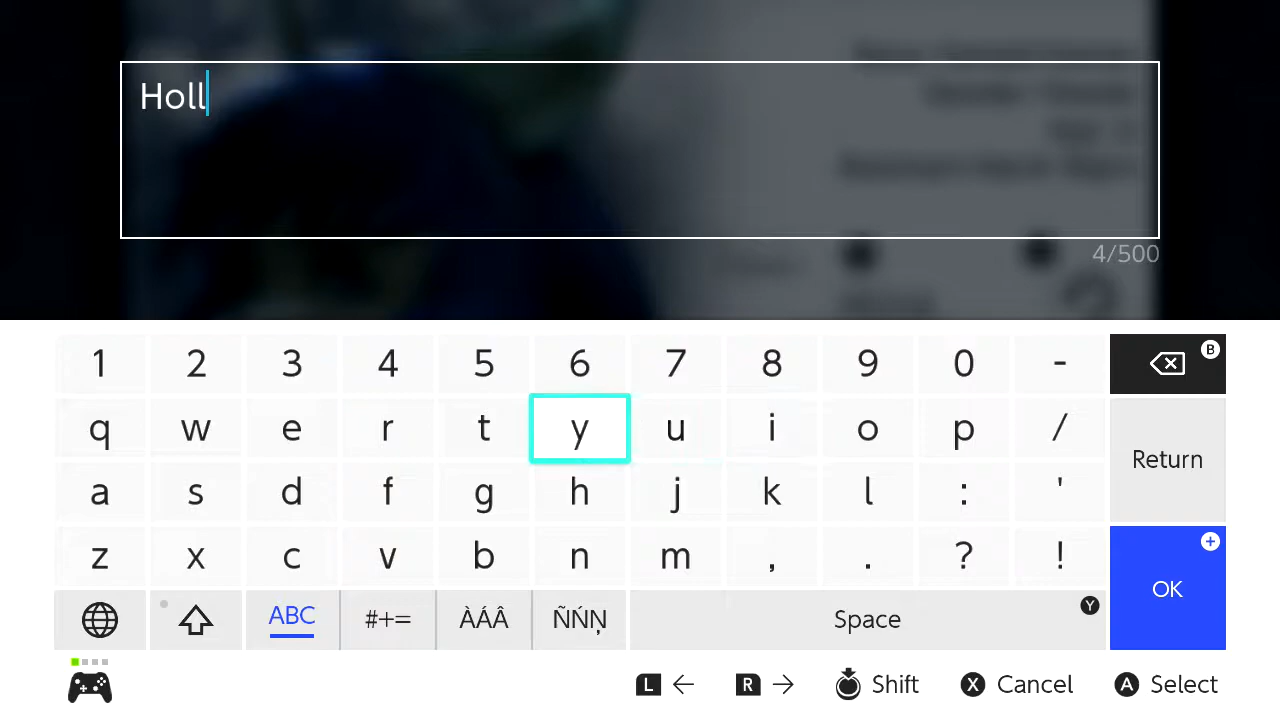 Holl
4/500
1 2 3 4 5 6 7 8 9 0 - B
q w e r t y u i o p / Return
a s d f g h j k l : '
z x c v b n m , . ? ! +
ABC #+= ÀÁÂ ÑŃŅ Space Y OK
L ← R → Shift X Cancel A Select